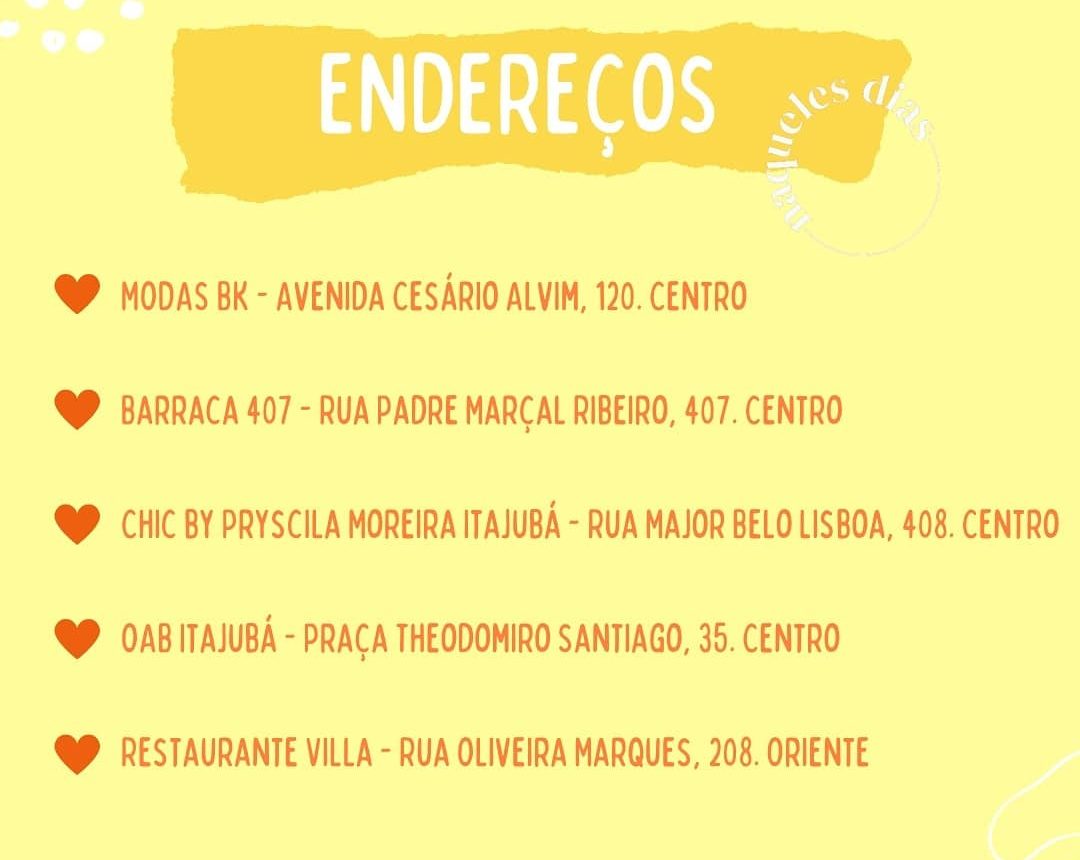 ENDEREÇOS
naqueles dias
MODAS BK - AVENIDA CESÁRIO ALVIM, 120. CENTRO
BARRACA 407 - RUA PADRE MARÇAL RIBEIRO, 407. CENTRO
CHIC BY PRYSCILA MOREIRA ITAJUBÁ - RUA MAJOR BELO LISBOA, 408. CENTRO
OAB ITAJUBÁ - PRAÇA THEODOMIRO SANTIAGO, 35. CENTRO
RESTAURANTE VILLA - RUA OLIVEIRA MARQUES, 208. ORIENTE